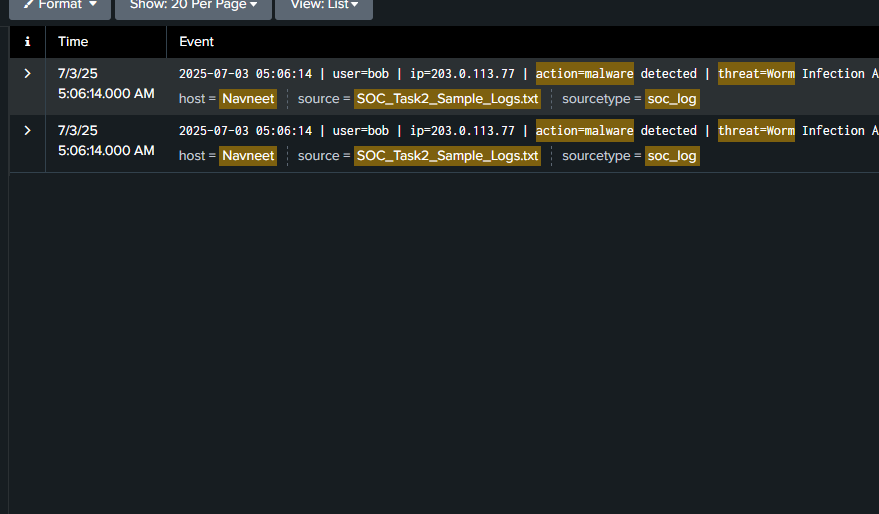 Format Show: 20 Per Page View: List
i Time Event
7/3/25 2025-07-03 05:06:14 | user=bob | ip=203.0.113.77 | action=malware detected | threat=Worm Infection A
5:06:14.000 AM host = Navneet source = SOC_Task2_Sample_Logs.txt sourcetype = soc_log
7/3/25 2025-07-03 05:06:14 | user=bob | ip=203.0.113.77 | action=malware detected | threat=Worm Infection A
5:06:14.000 AM host = Navneet source = SOC_Task2_Sample_Logs.txt sourcetype = soc_log